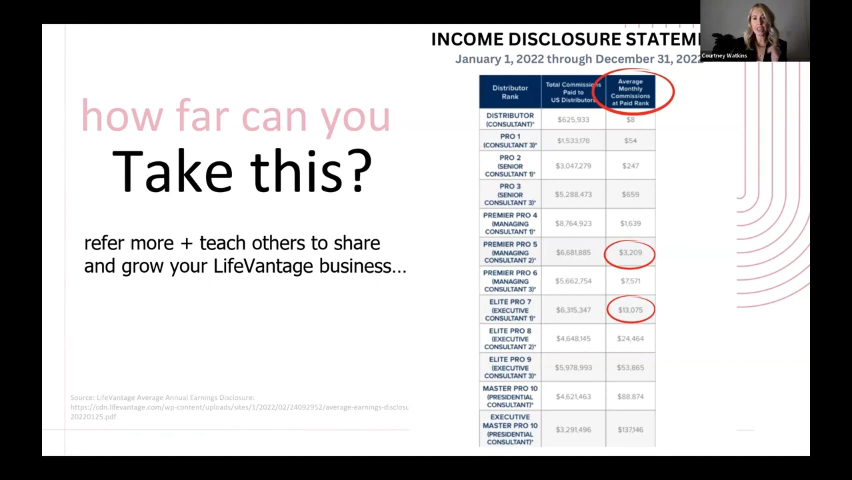 INCOME DISCLOSURE STATEM
January 1, 2022 through December 31, 2022
Courtney Watkins
how far can you
Take this?
refer more + teach others to share
and grow your LifeVantage business...
Distributor Rank
Total Commissions Paid to US Distributors
Average Monthly Commissions at Paid Rank
DISTRIBUTOR (CONSULTANT)* $625,933 $8
PRO 1 (CONSULTANT 3)* $1,533,170 $54
PRO 2 (SENIOR CONSULTANT 1)* $3,047,279 $247
PRO 3 (SENIOR CONSULTANT 3)* $5,288,473 $659
PREMIER PRO 4 (MANAGING CONSULTANT 1)* $8,764,923 $1,639
PREMIER PRO 5 (MANAGING CONSULTANT 2)* $6,681,885 $3,209
PREMIER PRO 6 (MANAGING CONSULTANT 3)* $5,662,754 $7,571
ELITE PRO 7 (EXECUTIVE CONSULTANT 1)* $6,315,347 $13,075
ELITE PRO 8 (EXECUTIVE CONSULTANT 2)* $4,648,145 $24,464
ELITE PRO 9 (EXECUTIVE CONSULTANT 3)* $5,978,993 $53,865
MASTER PRO 10 (PRESIDENTIAL CONSULTANT)* $4,621,463 $88,874
EXECUTIVE MASTER PRO 10 (PRESIDENTIAL CONSULTANT)* $3,291,496 $137,146
Source: LifeVantage Average Annual Earnings Disclosure:
https://cdn.lifevantage.com/wp-content/uploads/sites/1/2022/02/24092952/average-earnings-disclosu
20220125.pdf